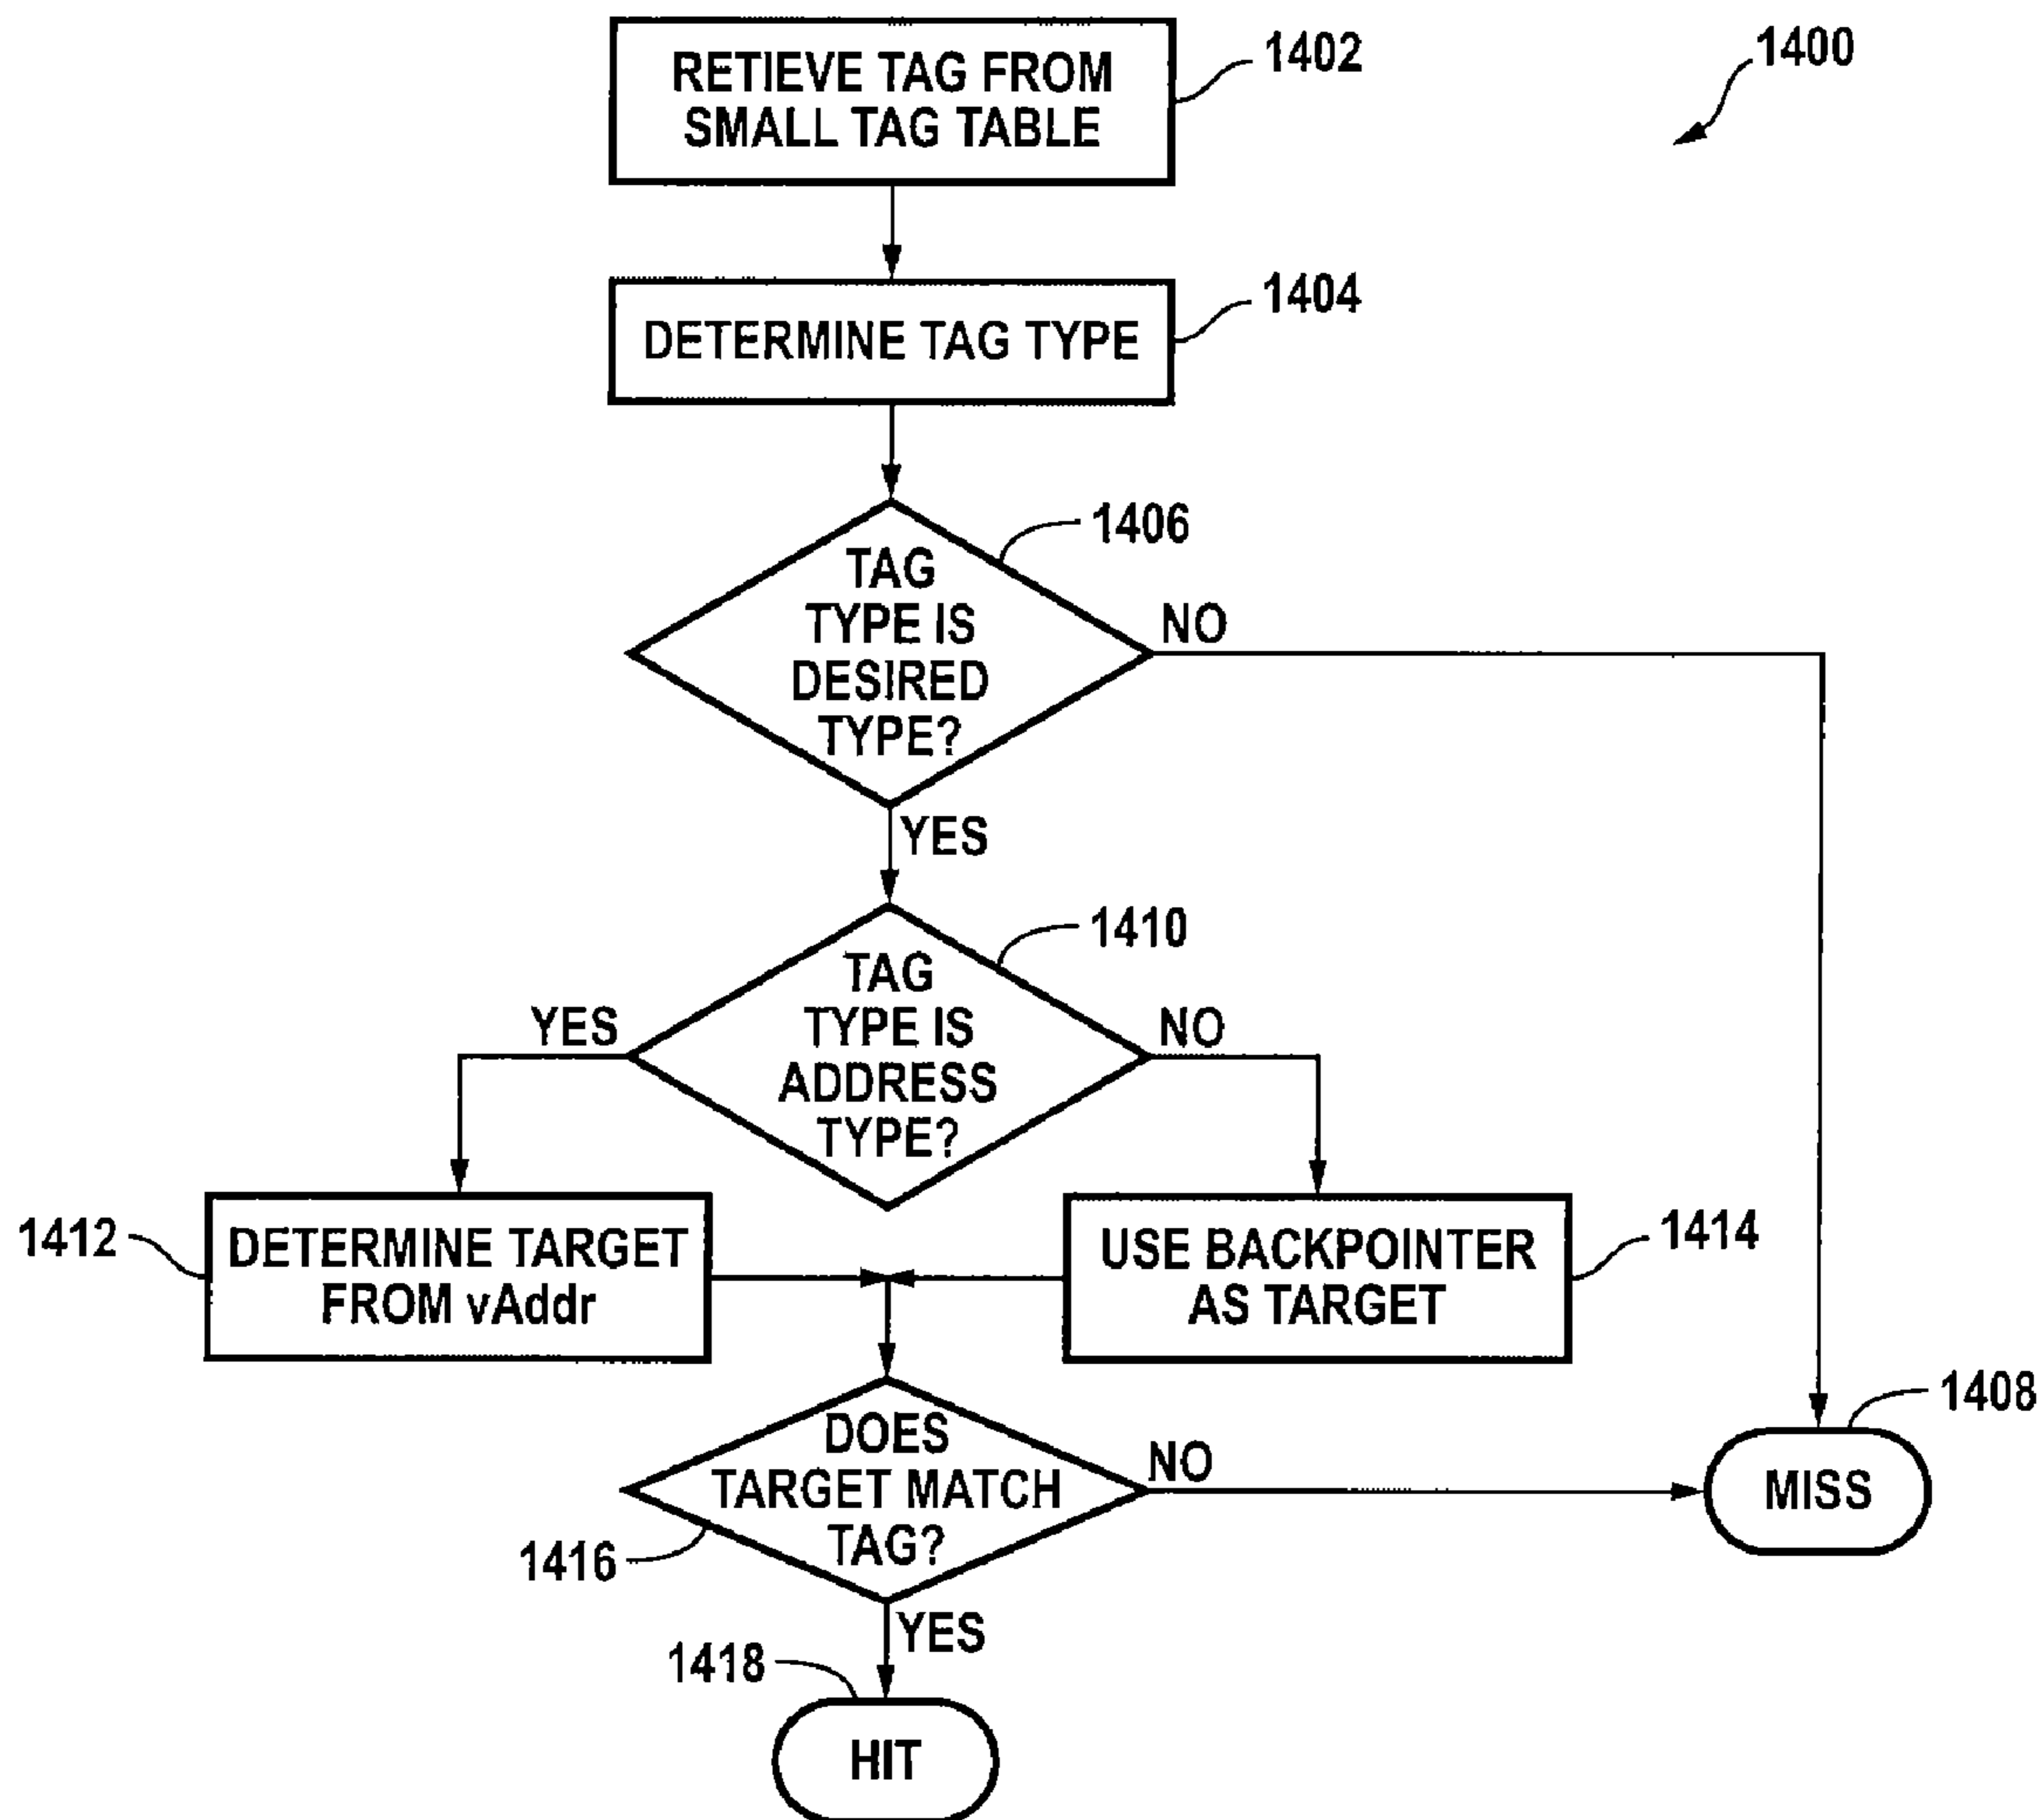 RETIEVE TAG FROM
SMALL TAG TABLE
1402
1400
DETERMINE TAG TYPE
1404
TAG
TYPE IS
DESIRED
TYPE?
1406
NO
YES
TAG
TYPE IS
ADDRESS
TYPE?
1410
YES
NO
1412
DETERMINE TARGET
FROM vAddr
USE BACKPOINTER
AS TARGET
1414
DOES
TARGET MATCH
TAG?
1416
NO
MISS
1408
YES
1418
HIT